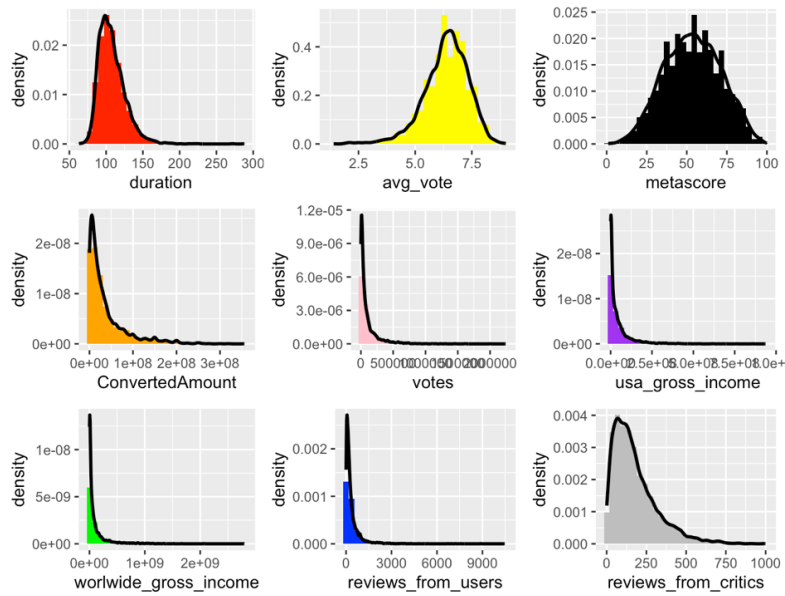 density
0.02
0.01
0.00
50
100
150
200
250
300
duration
density
0.4
0.2
0.0
2.5
5.0
7.5
avg_vote
density
0.025
0.020
0.015
0.010
0.005
0.000
0
25
50
75
100
metascore
density
2e-08
1e-08
0e+00
0e+00
1e+08
2e+08
3e+08
ConvertedAmount
density
1.2e-05
9.0e-06
6.0e-06
3.0e-06
0.0e+00
0
votes
density
2e-08
1e-08
0e+00
usa_gross_income
density
1e-08
5e-09
0e+00
0e+00
1e+09
2e+09
worlwide_gross_income
density
0.002
0.001
0.000
0
3000
6000
9000
reviews_from_users
density
0.004
0.003
0.002
0.001
0.000
0
250
500
750
1000
reviews_from_critics